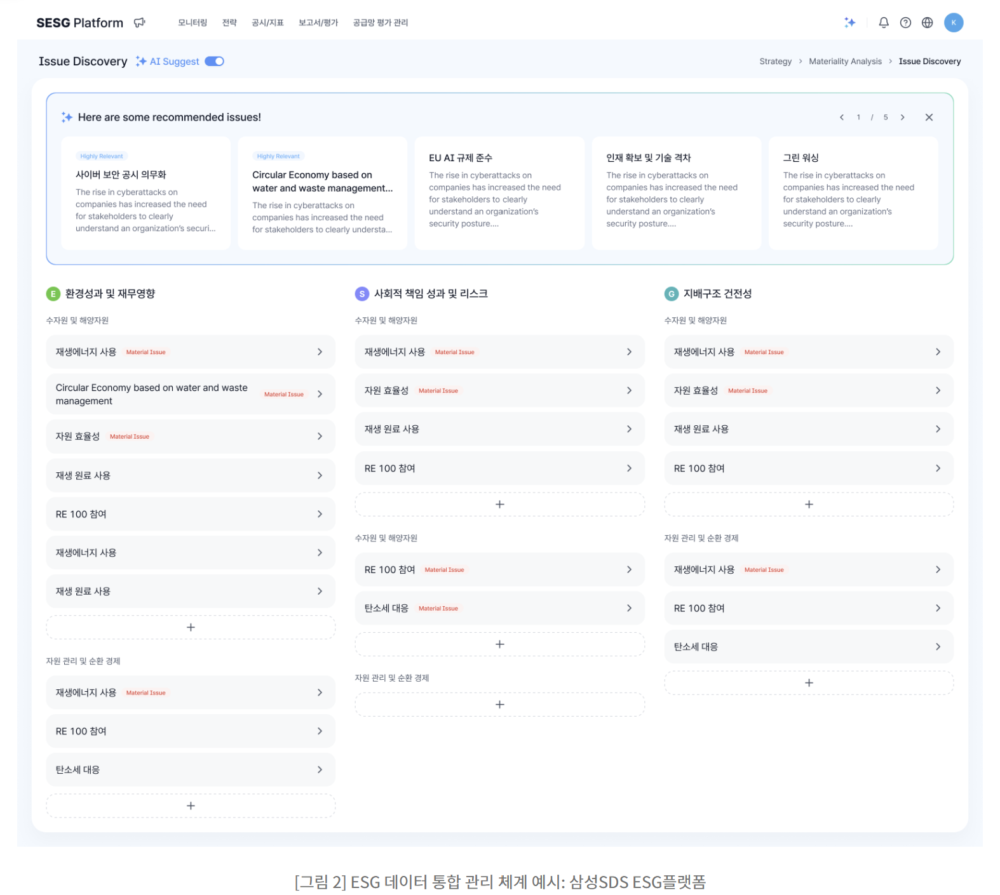 SESG Platform
모니터링 전략 공시/지표 보고서/평가 공급망 평가 관리
K
Issue Discovery AI Suggest
Strategy > Materiality Analysis > Issue Discovery
Here are some recommended issues!
1 / 5
Highly Relevant
사이버 보안 공시 의무화
The rise in cyberattacks on
companies has increased the need
for stakeholders to clearly
understand an organization's securi...
Highly Relevant
Circular Economy based on
water and waste management...
The rise in cyberattacks on
companies has increased the need
for stakeholders to clearly understa...
EU AI 규제 준수
The rise in cyberattacks on
companies has increased the need
for stakeholders to clearly
understand an organization's
security posture....
인재 확보 및 기술 격차
The rise in cyberattacks on
companies has increased the need
for stakeholders to clearly
understand an organization's
security posture....
그린 워싱
The rise in cyberattacks on
companies has increased the need
for stakeholders to clearly
understand an organization's
security posture....
E 환경성과 및 재무영향
수자원 및 해양자원
재생에너지 사용 Material Issue
Circular Economy based on water and waste
management Material Issue
자원 효율성 Material Issue
재생 원료 사용
RE 100 참여
재생에너지 사용
재생 원료 사용
+
자원 관리 및 순환 경제
재생에너지 사용 Material Issue
RE 100 참여
탄소세 대응
+
S 사회적 책임 성과 및 리스크
수자원 및 해양자원
재생에너지 사용 Material Issue
자원 효율성 Material Issue
재생 원료 사용
RE 100 참여
+
수자원 및 해양자원
RE 100 참여 Material Issue
탄소세 대응 Material Issue
+
자원 관리 및 순환 경제
+
G 지배구조 건전성
수자원 및 해양자원
재생에너지 사용 Material Issue
자원 효율성 Material Issue
재생 원료 사용
RE 100 참여
+
자원 관리 및 순환 경제
재생에너지 사용 Material Issue
RE 100 참여
탄소세 대응
+
[그림 2] ESG 데이터 통합 관리 체계 예시: 삼성SDS ESG플랫폼